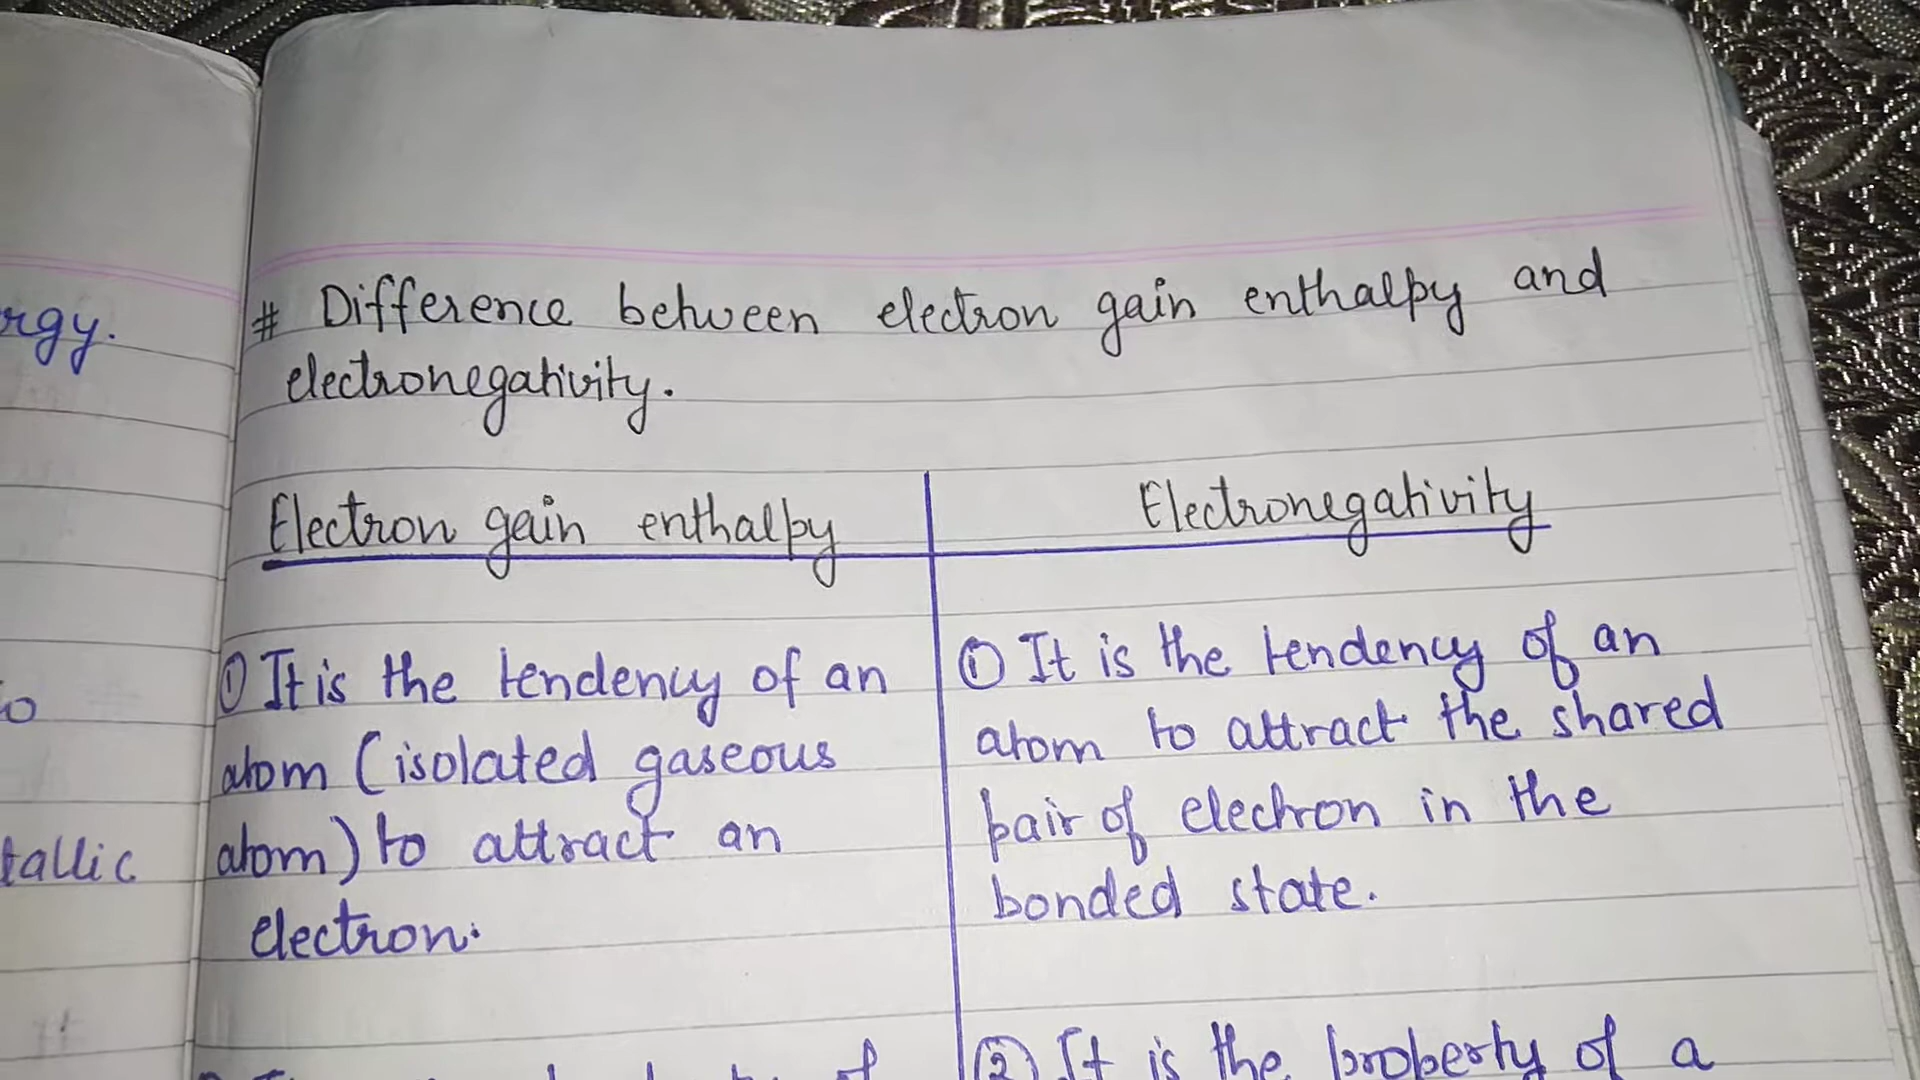 rgy.
tallic
# Difference between electron gain enthalpy and
electronegativity.
Electron gain enthalpy
① It is the tendency of an
atom (isolated gaseous
atom) to attract an
electron.
Electronegativity
① It is the tendency of an
atom to attract the shared
pair of electron in the
bonded state.
② It is the property of a